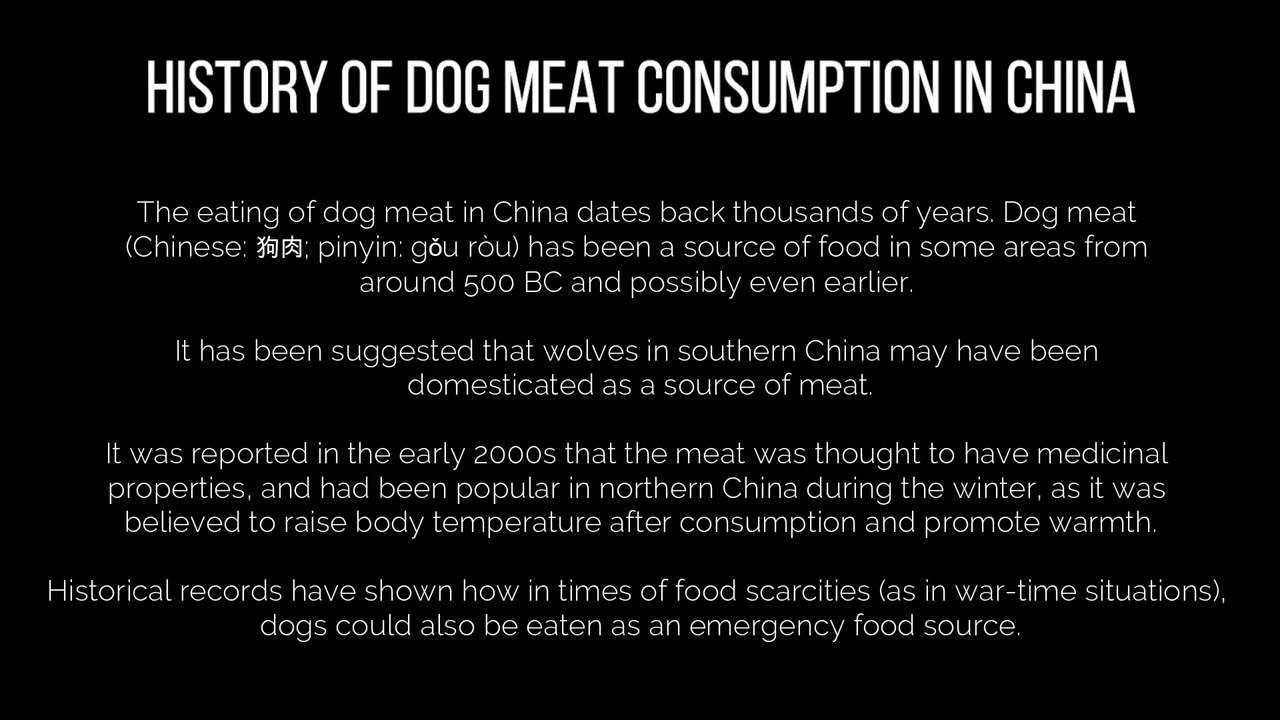 HISTORY OF DOG MEAT CONSUMPTION IN CHINA
The eating of dog meat in China dates back thousands of years. Dog meat
(Chinese: 狗肉; pinyin: gǒu ròu) has been a source of food in some areas from
around 500 BC and possibly even earlier.
It has been suggested that wolves in southern China may have been
domesticated as a source of meat.
It was reported in the early 2000s that the meat was thought to have medicinal
properties, and had been popular in northern China during the winter, as it was
believed to raise body temperature after consumption and promote warmth.
Historical records have shown how in times of food scarcities (as in war-time situations),
dogs could also be eaten as an emergency food source.